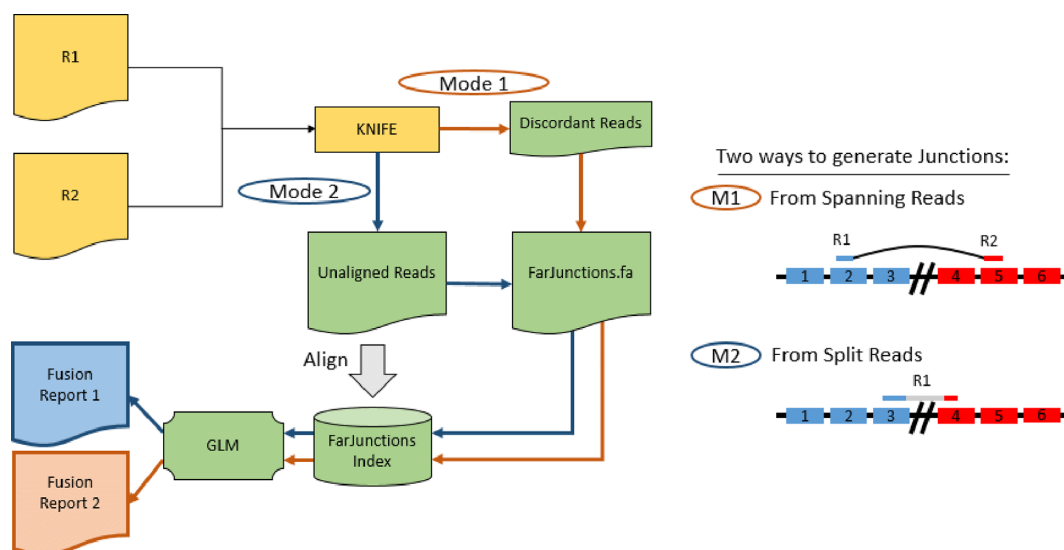 R1
R2
KNIFE
Mode 1
Discordant Reads
Mode 2
Unaligned Reads
FarJunctions.fa
Align
Fusion
Report 1
GLM
FarJunctions
Index
Fusion
Report 2
Two ways to generate Junctions:
M1 From Spanning Reads
R1 R2
1 2 3 4 5 6
M2 From Split Reads
R1
1 2 3 4 5 6